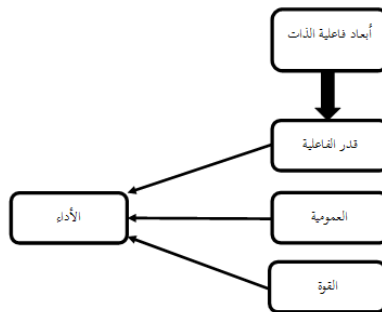 أبعاد فاعلية الذات
قدر الفاعلية
العمومية
الأداء
القوة